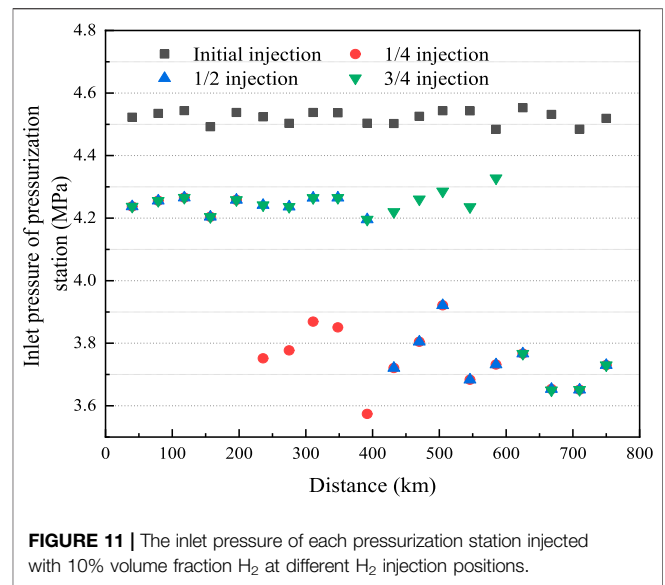 4.8
4.6
4.4
4.2
4.0
3.8
3.6
Inlet pressure of pressurization
station (MPa)
Initial injection
1/4 injection
1/2 injection
3/4 injection
0
100
200
300
400
500
600
700
800
Distance (km)
FIGURE 11 | The inlet pressure of each pressurization station injected
with 10% volume fraction H₂ at different H₂ injection positions.